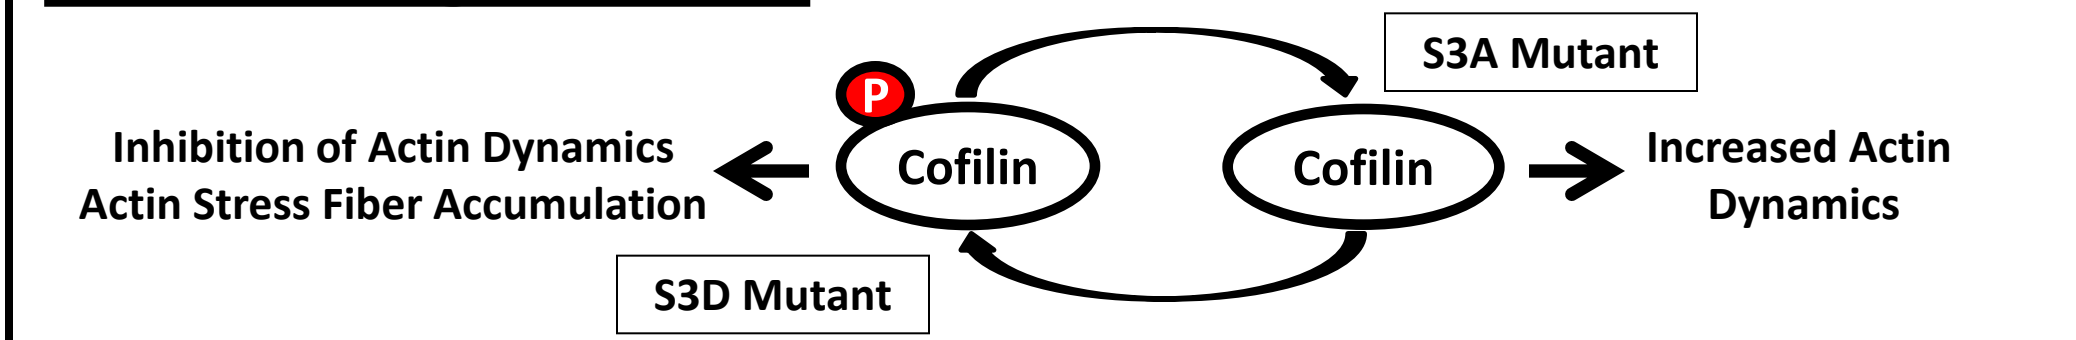 S3A Mutant
P
Inhibition of Actin Dynamics
Actin Stress Fiber Accumulation
Cofilin
Cofilin
Increased Actin
Dynamics
S3D Mutant